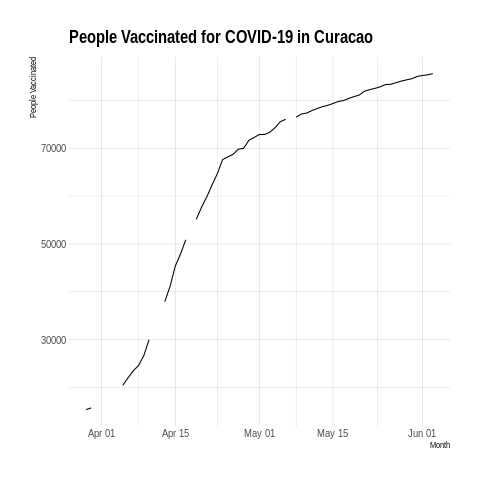 People Vaccinated for COVID-19 in Curacao
People Vaccinated
70000
50000
30000
Apr 01
Apr 15
May 01
May 15
Jun 01
Month